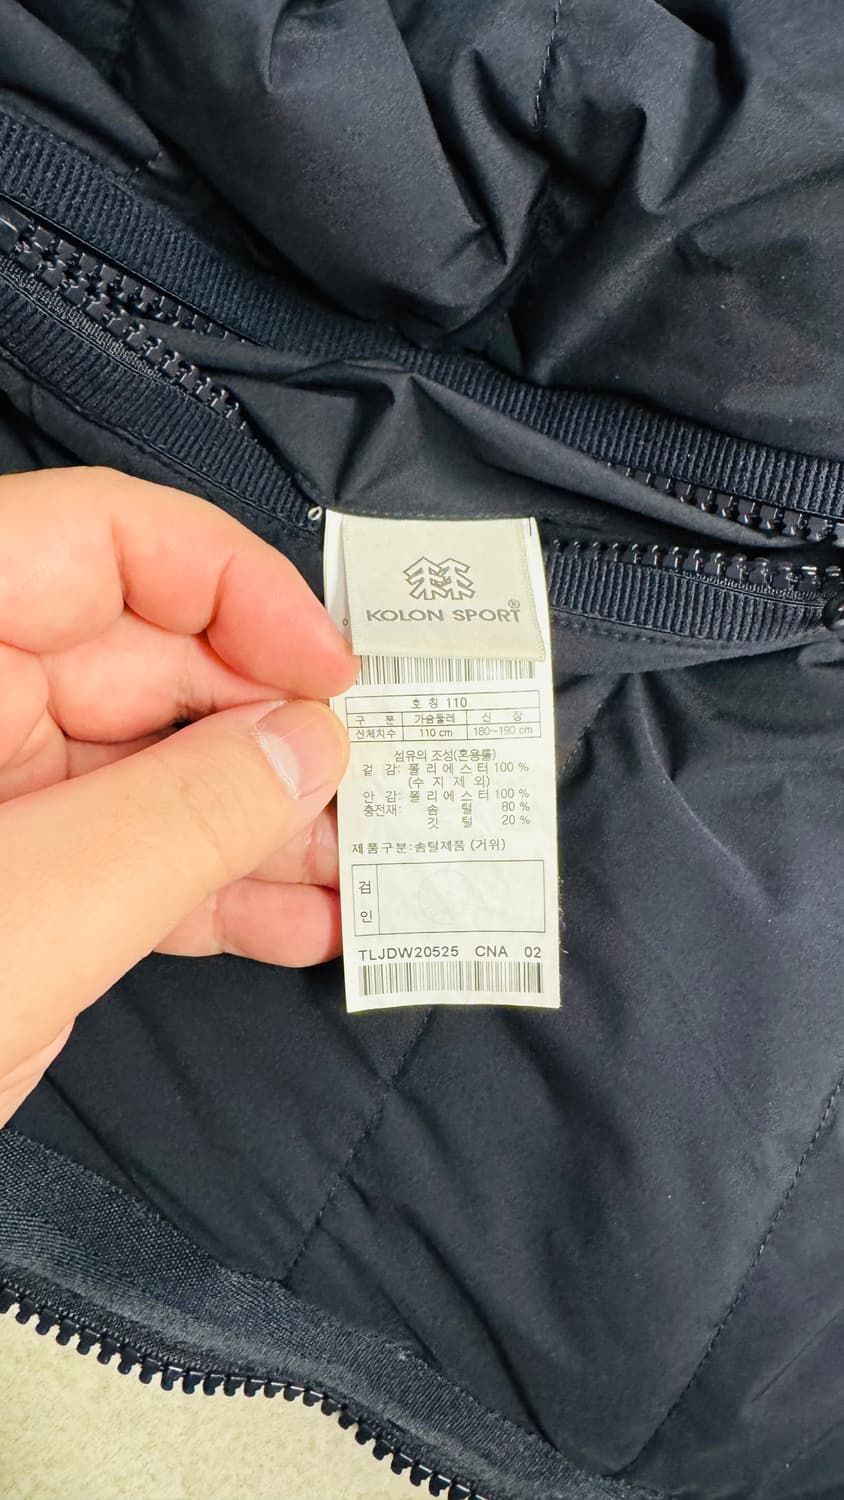 KOLON SPORT®
호 칭 110
구 분 가슴둘레 신 장
신체치수 110 cm 180~190 cm
섬유의 조성(혼용률)
겉 감: 폴 리 에 스 터 100 %
(수 지 제 외)
안 감: 폴 리 에 스 터 100 %
충전재: 솜 털 80 %
깃 털 20 %
제 품 구 분: 솜털제품 (거위)
검
인
TLJDW20525 CNA 02